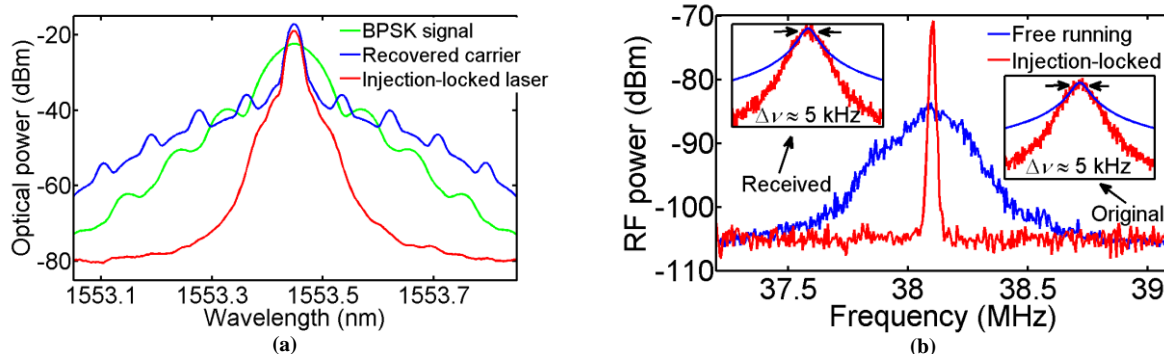 Optical power (dBm)
-20
-40
-60
-80
BPSK signal
Recovered carrier
Injection-locked laser
1553.1
1553.3
1553.5
1553.7
Wavelength (nm)
(a)
RF power (dBm)
-70
-80
-90
-100
-110
Free running
Injection-locked
Δν ≈ 5 kHz
Received
Δν ≈ 5 kHz
Original
37.5
38
38.5
39
Frequency (MHz)
(b)